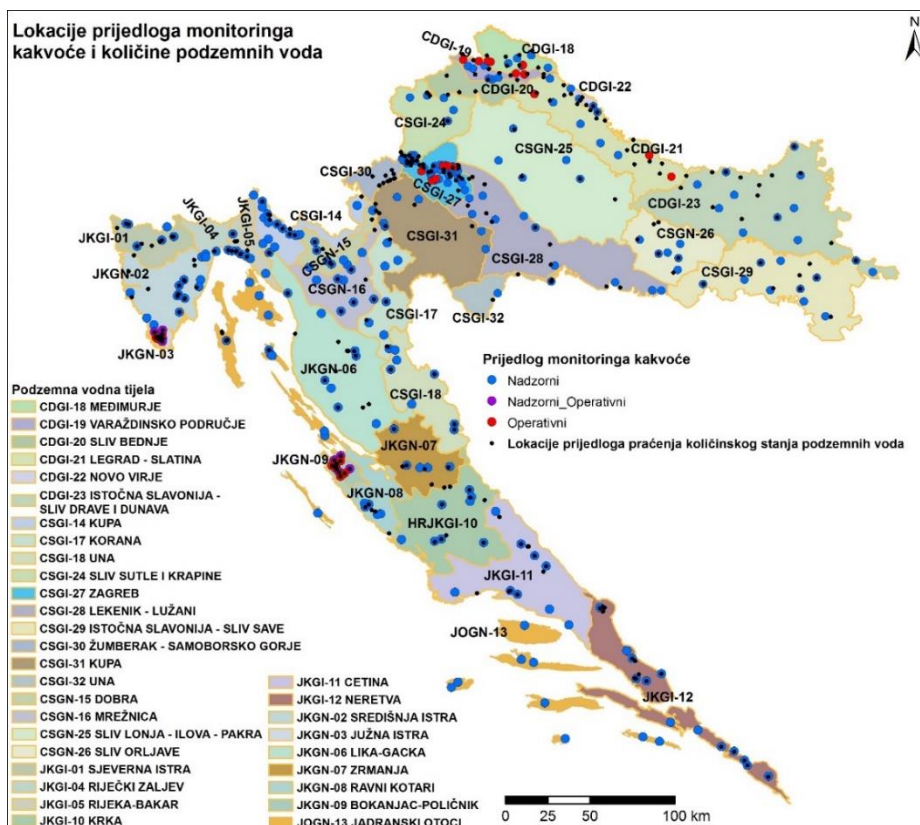 Lokacije prijedloga monitoringa
kakvoće i količine podzemnih voda
N
CDGI-19
CDGI-18
CDGI-20
CDGI-22
CSGI-24
CSGN-25
CDGI-21
CSGI-30
CSGI-27
CDGI-23
CSGI-14
JKGI-05
JKGI-04
JKGI-01
CSGN-15
CSGI-31
CSGN-26
JKGN-02
CSGI-28
CSGI-29
CSGN-16
CSGI-17
CSGI-32
JKGN-03
JKGN-06
CSGI-18
JKGN-07
JKGN-09
JKGN-08
HRJKGI-10
JKGI-11
JOGN-13
JKGI-12
Prijedlog monitoringa kakvoće
Nadzorni
Nadzorni_Operativni
Operativni
Lokacije prijedloga praćenja količinskog stanja podzemnih voda
Podzemna vodna tijela
CDGI-18 MEĐIMURJE
CDGI-19 VARAŽDINSKO PODRUČJE
CDGI-20 SLIV BEDNJE
CDGI-21 LEGRAD - SLATINA
CDGI-22 NOVO VIRJE
CDGI-23 ISTOČNA SLAVONIJA -
SLIV DRAVE I DUNAVA
CSGI-14 KUPA
CSGI-17 KORANA
CSGI-18 UNA
CSGI-24 SLIV SUTLE I KRAPINE
CSGI-27 ZAGREB
CSGI-28 LEKENIK - LUŽANI
CSGI-29 ISTOČNA SLAVONIJA - SLIV SAVE
CSGI-30 ŽUMBERAK - SAMOBORSKO GORJE
CSGI-31 KUPA
CSGI-32 UNA
CSGN-15 DOBRA
CSGN-16 MREŽNICA
CSGN-25 SLIV LONJA - ILOVA - PAKRA
CSGN-26 SLIV ORLJAVE
JKGI-01 SJEVERNA ISTRA
JKGI-04 RIJEČKI ZALJEV
JKGI-05 RIJEKA-BAKAR
JKGI-10 KRKA
JKGI-11 CETINA
JKGI-12 NERETVA
JKGN-02 SREDIŠNJA ISTRA
JKGN-03 JUŽNA ISTRA
JKGN-06 LIKA-GACKA
JKGN-07 ZRMANJA
JKGN-08 RAVNI KOTARI
JKGN-09 BOKANJAC-POLIČNIK
JOGN-13 JADRANSKI OTOCI
0 25 50 100 km